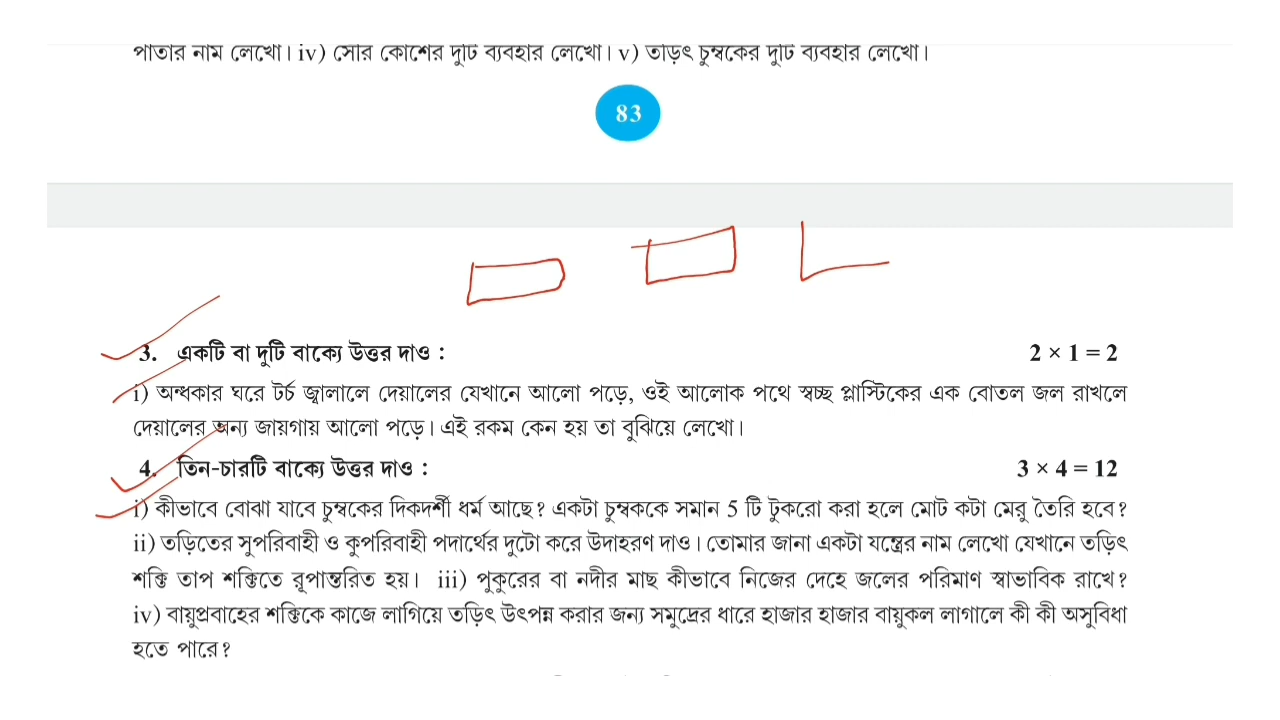 পাতার নাম লেখো। iv) সৌর কোশের দুটি ব্যবহার লেখো। v) তড়িৎ চুম্বকের দুটি ব্যবহার লেখো।
83
3. একটি বা দুটি বাক্যে উত্তর দাও : 2 × 1 = 2
i) অন্ধকার ঘরে টর্চ জ্বালালে দেয়ালের যেখানে আলো পড়ে, ওই আলোক পথে স্বচ্ছ প্লাস্টিকের এক বোতল জল রাখলে
দেয়ালের অন্য জায়গায় আলো পড়ে। এই রকম কেন হয় তা বুঝিয়ে লেখো।
4. তিন-চারটি বাক্যে উত্তর দাও : 3 × 4 = 12
i) কীভাবে বোঝা যাবে চুম্বকের দিকদর্শী ধর্ম আছে? একটা চুম্বককে সমান 5 টি টুকরো করা হলে মোট কটা মেরু তৈরি হবে?
ii) তড়িতের সুপরিবাহী ও কুপরিবাহী পদার্থের দুটো করে উদাহরণ দাও। তোমার জানা একটা যন্ত্রের নাম লেখো যেখানে তড়িৎ
শক্তি তাপ শক্তিতে রূপান্তরিত হয়। iii) পুকুরের বা নদীর মাছ কীভাবে নিজের দেহে জলের পরিমাণ স্বাভাবিক রাখে?
iv) বায়ুপ্রবাহের শক্তিকে কাজে লাগিয়ে তড়িৎ উৎপন্ন করার জন্য সমুদ্রের ধারে হাজার হাজার বায়ুকল লাগালে কী কী অসুবিধা
হতে পারে?